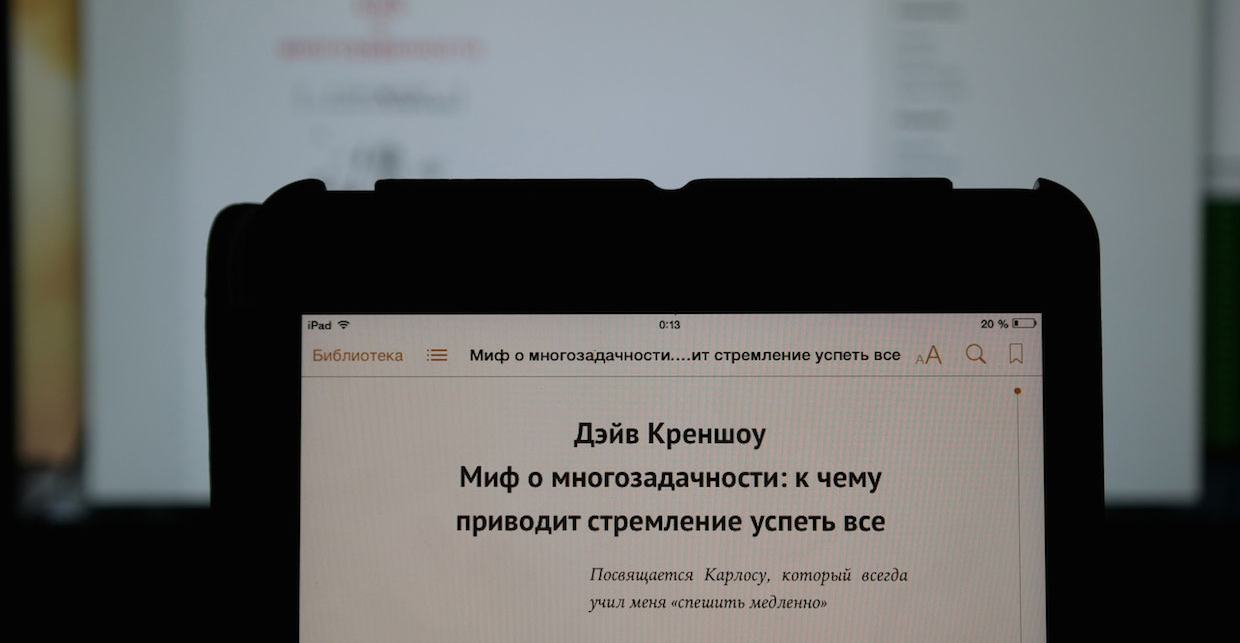 iPad 0:13 20 %
Библиотека Миф о многозадачности....ит стремление успеть все AA
Дэйв Креншоу
Миф о многозадачности: к чему
приводит стремление успеть все
Посвящается Карлосу, который всегда
учил меня «спешить медленно»